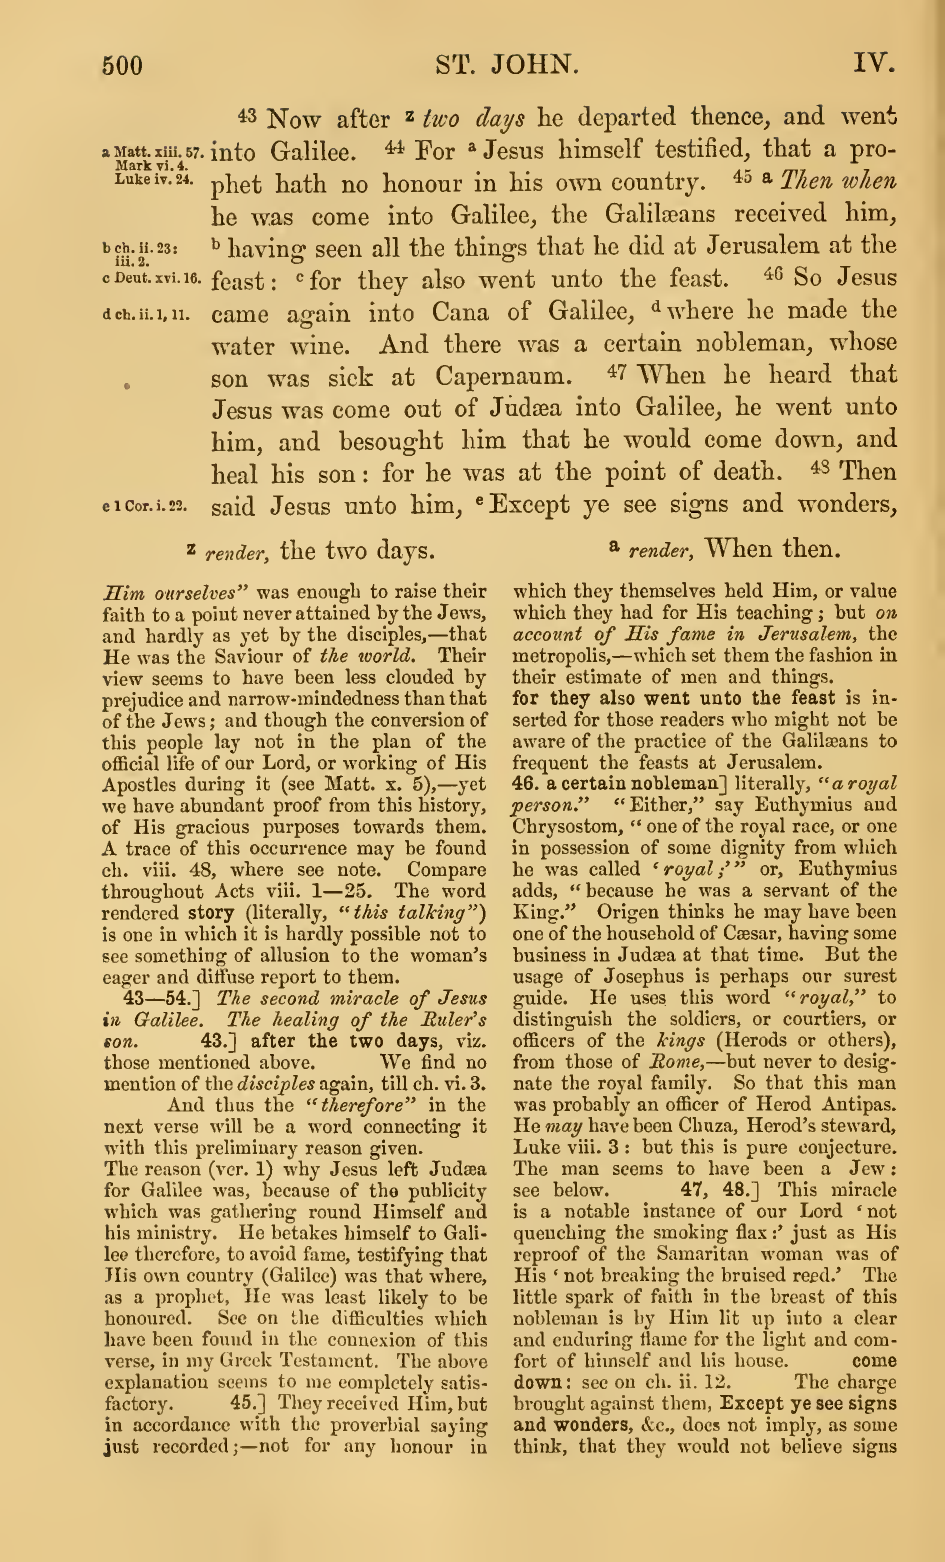 500 ST. JOHN. IV.
43 Now after z two days he departed thence, and went
a Matt. xiii. 57. into Galilee. 44 For a Jesus himself testified, that a pro-
Mark vi. 4.
Luke iv. 24. phet hath no honour in his own country. 45 a Then when
he was come into Galilee, the Galilæans received him,
b ch. ii. 23: b having seen all the things that he did at Jerusalem at the
iii. 2.
c Deut. xvi. 16. feast: c for they also went unto the feast. 46 So Jesus
d ch. ii. 1, 11. came again into Cana of Galilee, d where he made the
water wine. And there was a certain nobleman, whose
son was sick at Capernaum. 47 When he heard that
Jesus was come out of Judæa into Galilee, he went unto
him, and besought him that he would come down, and
heal his son: for he was at the point of death. 48 Then
e 1 Cor. i. 22. said Jesus unto him, e Except ye see signs and wonders,
z render, the two days. a render, When then.
Him ourselves” was enough to raise their
faith to a point never attained by the Jews,
and hardly as yet by the disciples,—that
He was the Saviour of the world. Their
view seems to have been less clouded by
prejudice and narrow-mindedness than that
of the Jews; and though the conversion of
this people lay not in the plan of the
official life of our Lord, or working of His
Apostles during it (see Matt. x. 5),—yet
we have abundant proof from this history,
of His gracious purposes towards them.
A trace of this occurrence may be found
ch. viii. 48, where see note. Compare
throughout Acts viii. 1—25. The word
rendered story (literally, “this talking”)
is one in which it is hardly possible not to
see something of allusion to the woman's
eager and diffuse report to them.
43—54.] The second miracle of Jesus
in Galilee. The healing of the Ruler's
son. 43.] after the two days, viz.
those mentioned above. We find no
mention of the disciples again, till ch. vi. 3.
And thus the “therefore” in the
next verse will be a word connecting it
with this preliminary reason given.
The reason (ver. 1) why Jesus left Judæa
for Galilee was, because of the publicity
which was gathering round Himself and
his ministry. He betakes himself to Gali-
lee therefore, to avoid fame, testifying that
His own country (Galilee) was that where,
as a prophet, He was least likely to be
honoured. See on the difficulties which
have been found in the connexion of this
verse, in my Greek Testament. The above
explanation seems to me completely satis-
factory. 45.] They received Him, but
in accordance with the proverbial saying
just recorded;—not for any honour in
which they themselves held Him, or value
which they had for His teaching; but on
account of His fame in Jerusalem, the
metropolis,—which set them the fashion in
their estimate of men and things.
for they also went unto the feast is in-
serted for those readers who might not be
aware of the practice of the Galilæans to
frequent the feasts at Jerusalem.
46. a certain nobleman] literally, “a royal
person.” “Either,” say Euthymius and
Chrysostom, “one of the royal race, or one
in possession of some dignity from which
he was called ‘royal;’” or, Euthymius
adds, “because he was a servant of the
King.” Origen thinks he may have been
one of the household of Cæsar, having some
business in Judæa at that time. But the
usage of Josephus is perhaps our surest
guide. He uses this word “royal,” to
distinguish the soldiers, or courtiers, or
officers of the kings (Herods or others),
from those of Rome,—but never to desig-
nate the royal family. So that this man
was probably an officer of Herod Antipas.
He may have been Chuza, Herod's steward,
Luke viii. 3: but this is pure conjecture.
The man seems to have been a Jew:
see below. 47, 48.] This miracle
is a notable instance of our Lord ‘not
quenching the smoking flax:’ just as His
reproof of the Samaritan woman was of
His ‘not breaking the bruised reed.’ The
little spark of faith in the breast of this
nobleman is by Him lit up into a clear
and enduring flame for the light and com-
fort of himself and his house. come
down: see on ch. ii. 12. The charge
brought against them, Except ye see signs
and wonders, &c., does not imply, as some
think, that they would not believe signs